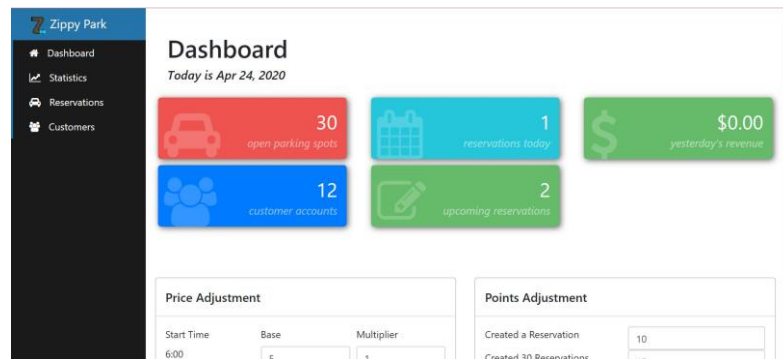 Zippy Park
Dashboard
Statistics
Reservations
Customers
Dashboard
Today is Apr 24, 2020
30
open parking spots
1
reservations today
$0.00
yesterday's revenue
12
customer accounts
2
upcoming reservations
Price Adjustment
Start Time Base Multiplier
6:00
Points Adjustment
Created a Reservation 10
Created 30 Reservations